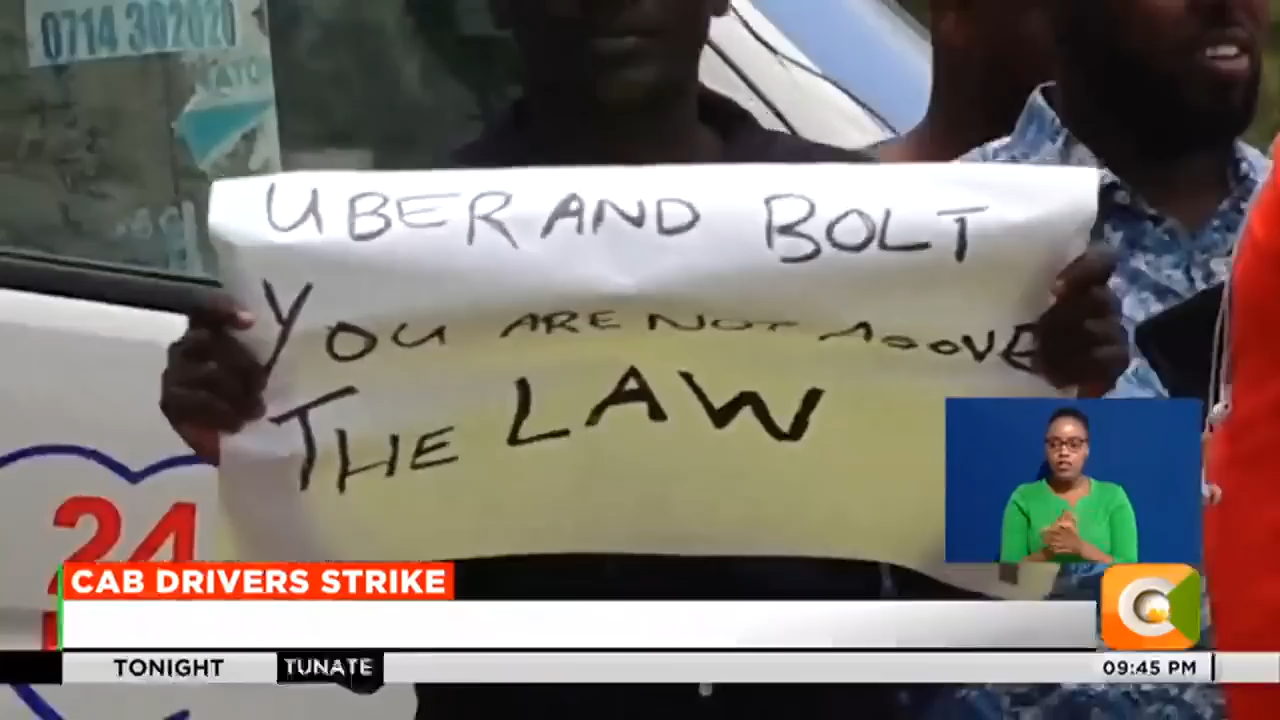 0714 302020
UBER AND BOLT
YOU ARE NOT ABOVE
THE LAW
24
CAB DRIVERS STRIKE
TONIGHT TUNATE 09:45 PM